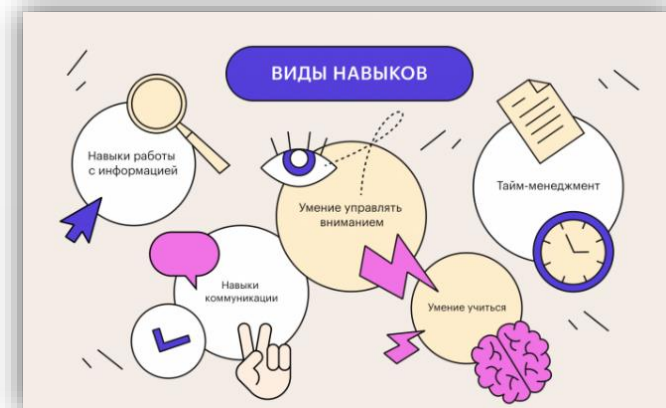 ВИДЫ НАВЫКОВ
Навыки работы
с информацией
Умение управлять
вниманием
Тайм-менеджмент
Навыки
коммуникации
Умение учиться